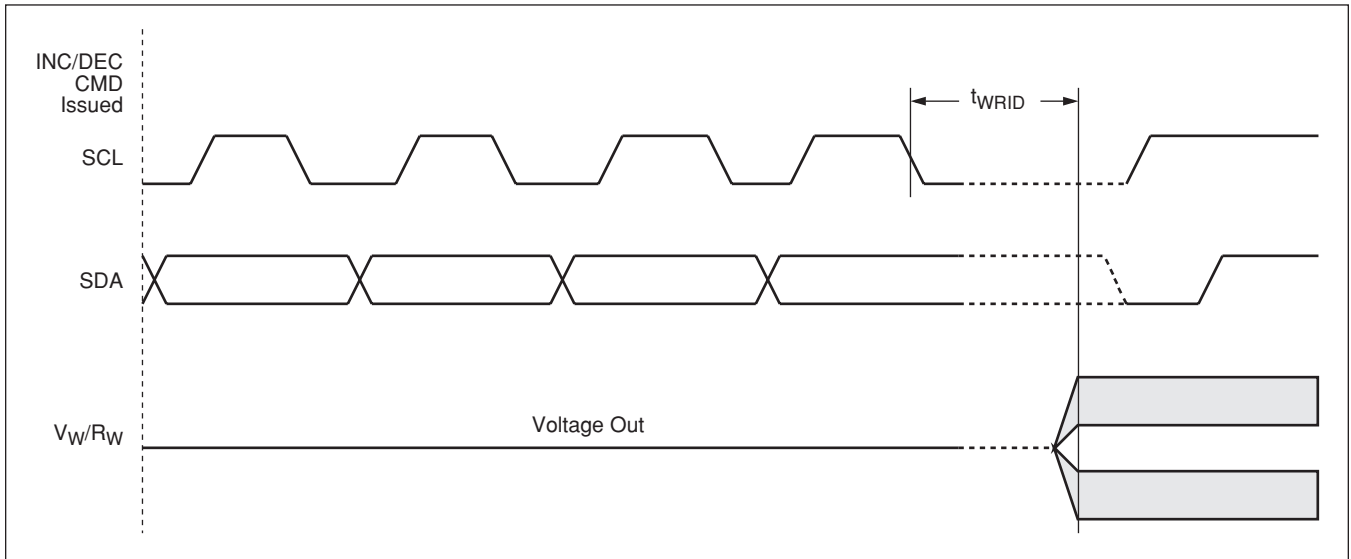 INC/DEC
CMD
Issued
tWRID
SCL
SDA
Voltage Out
VW/RW